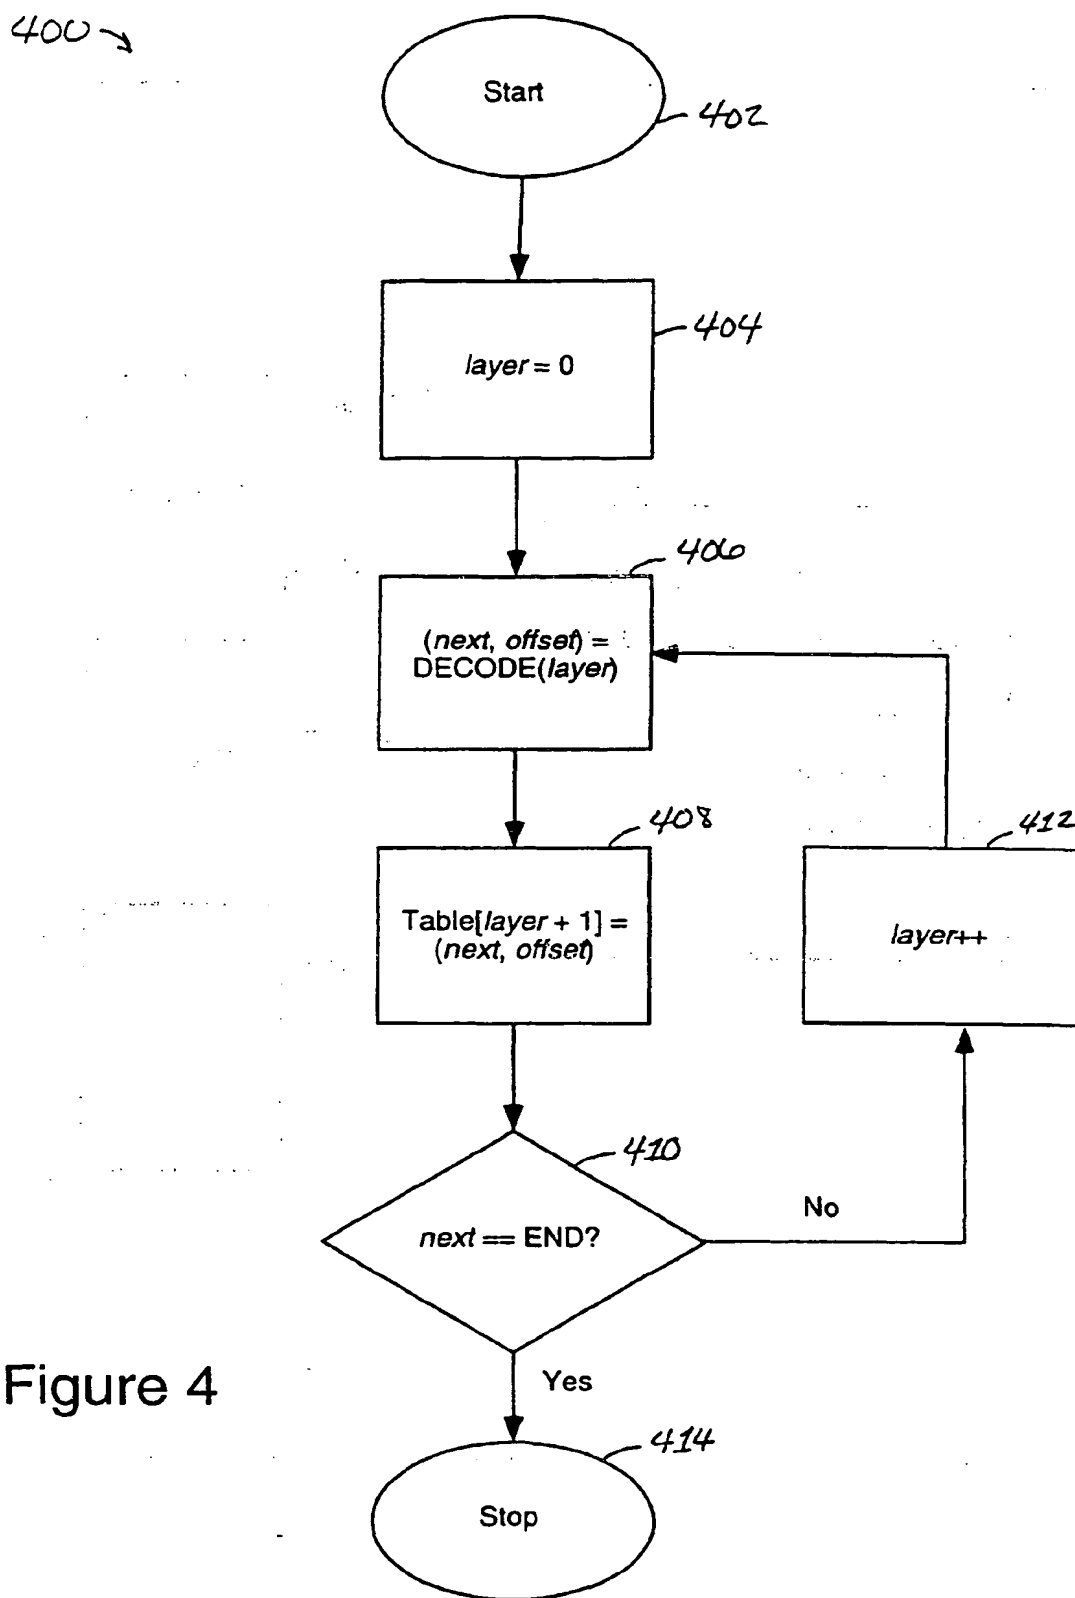 400
Start
402
layer = 0
404
406
(next, offset) =
DECODE(layer)
408
Table[layer + 1] =
(next, offset)
412
layer++
410
next == END?
No
Yes
Figure 4
414
Stop